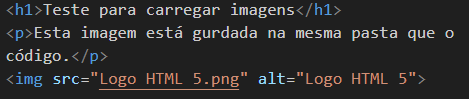 <h1>Teste para carregar imagens</h1>
<p>Esta imagem está gurdada na mesma pasta que o
código.</p>
<img src="Logo HTML 5.png" alt="Logo HTML 5">